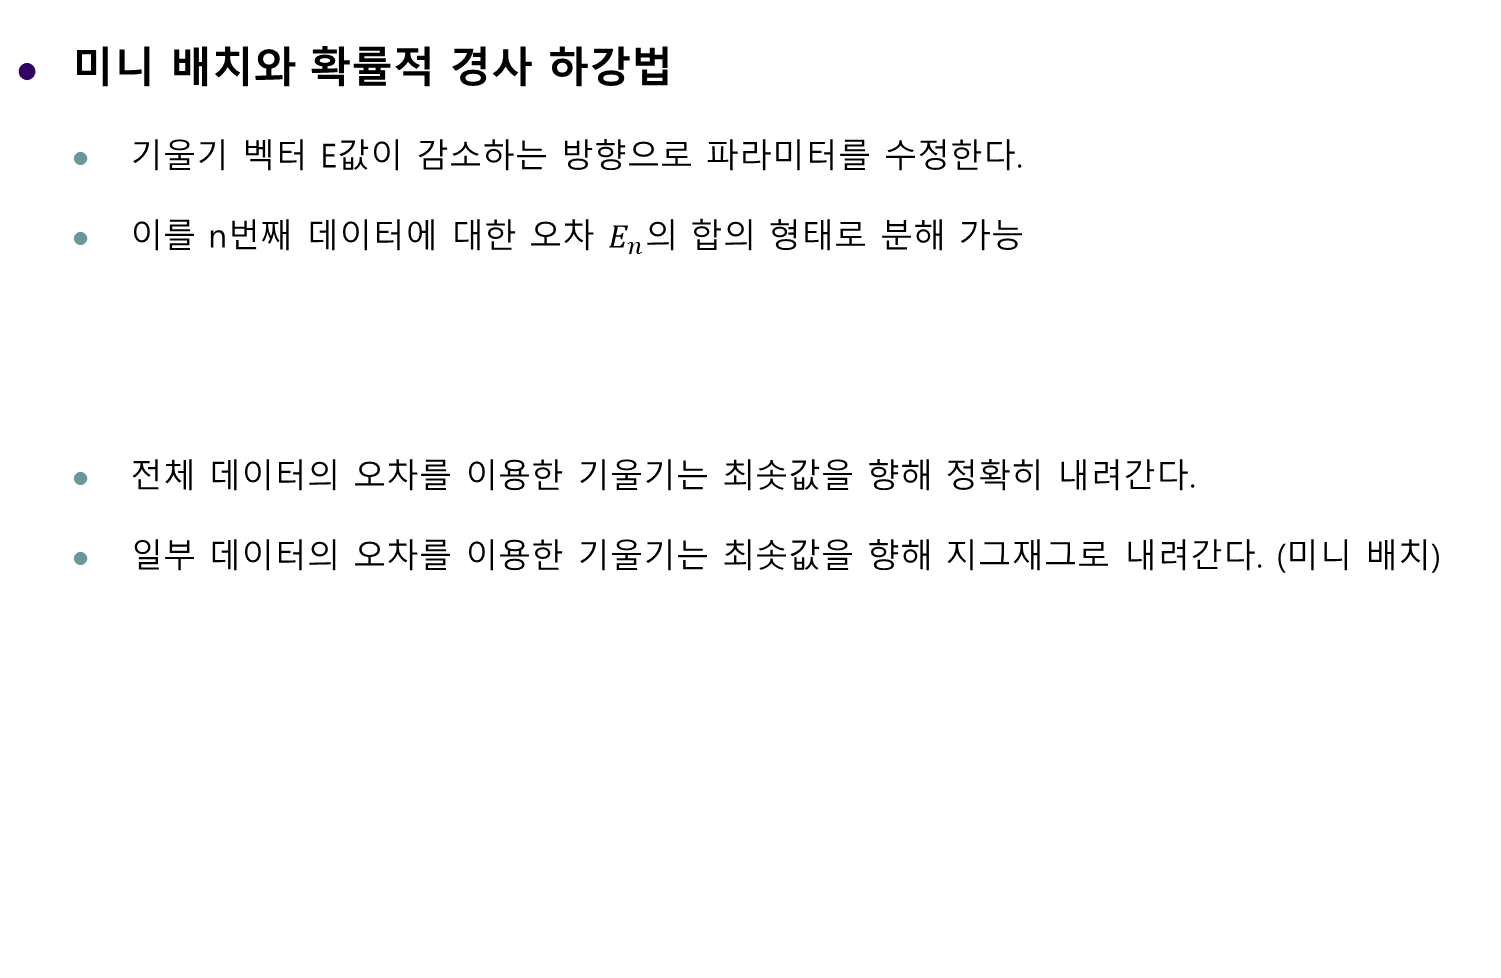 미니 배치와 확률적 경사 하강법
기울기 벡터 E값이 감소하는 방향으로 파라미터를 수정한다.
이를 n번째 데이터에 대한 오차 Eₙ의 합의 형태로 분해 가능
전체 데이터의 오차를 이용한 기울기는 최솟값을 향해 정확히 내려간다.
일부 데이터의 오차를 이용한 기울기는 최솟값을 향해 지그재그로 내려간다. (미니 배치)